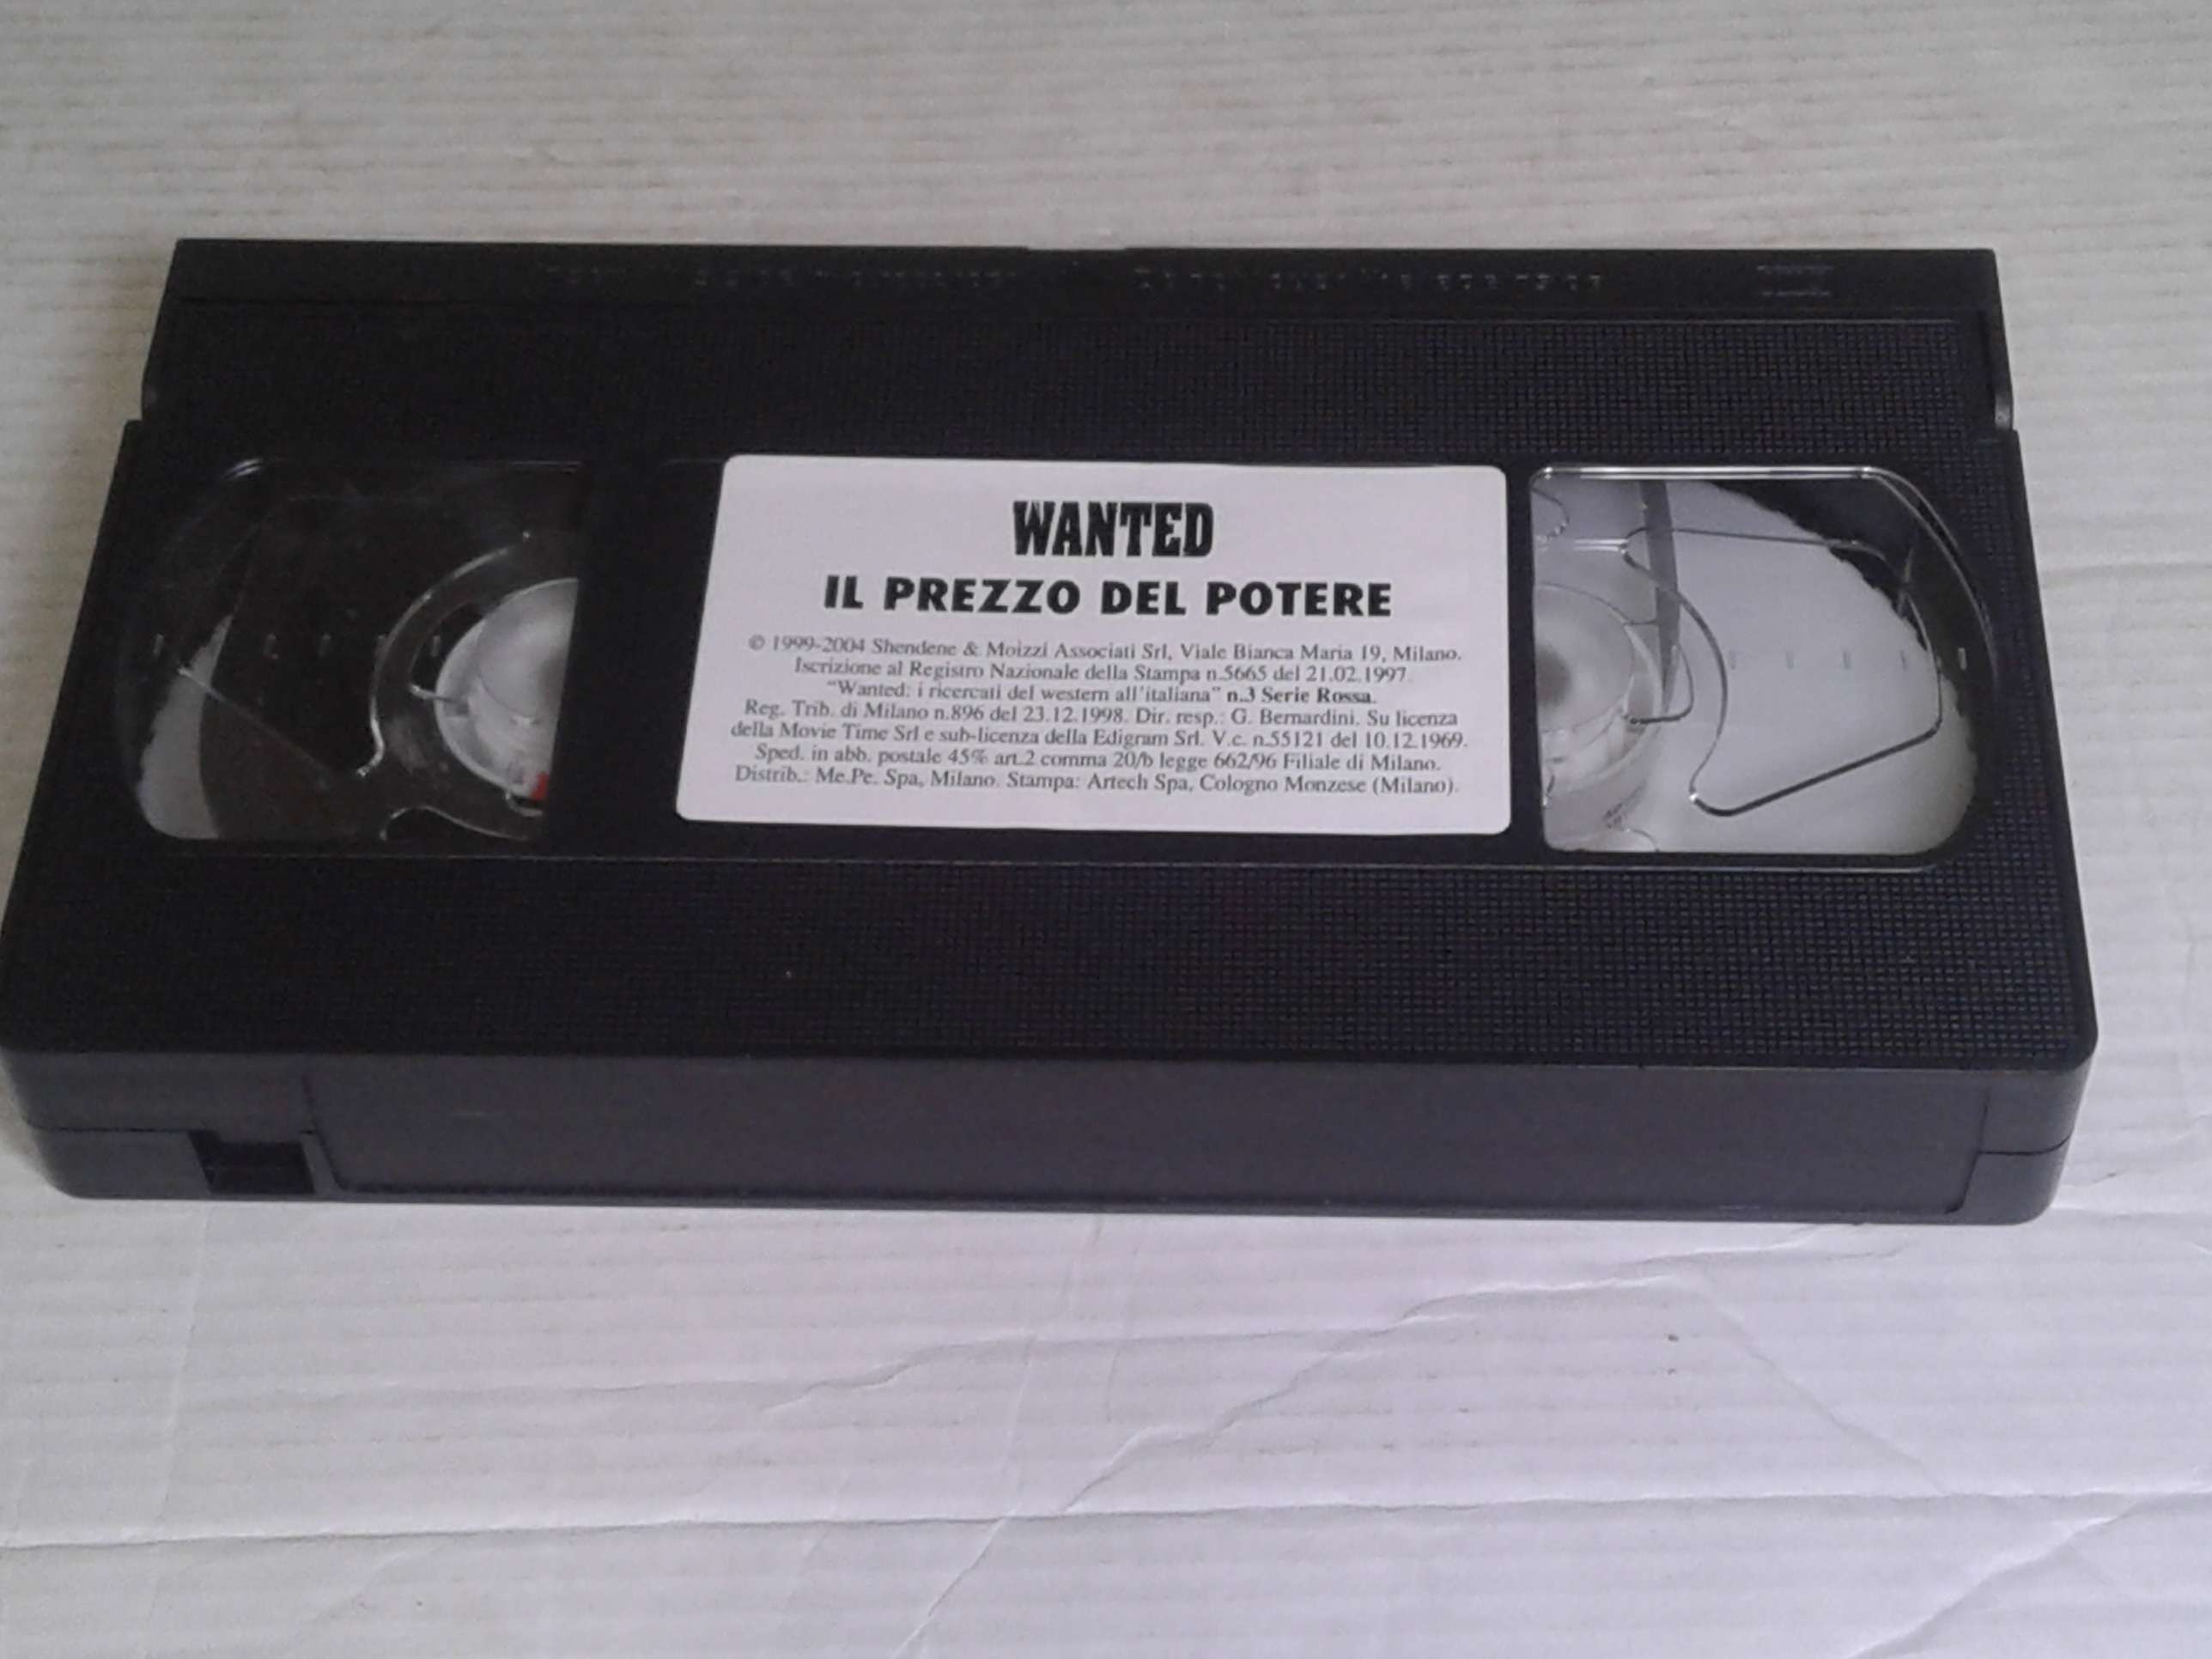 WANTED
IL PREZZO DEL POTERE
© 1999-2004 Shendene & Moizzi Associati Srl, Viale Bianca Maria 19, Milano.
Iscrizione al Registro Nazionale della Stampa n.5665 del 21.02.1997.
"Wanted: i ricercati del western all'italiana" n.3 Serie Rossa.
Reg. Trib. di Milano n.896 del 23.12.1998. Dir. resp.: G. Bernardini. Su licenza
della Movie Time Srl e sub-licenza della Edigram Srl. V.c. n.55121 del 10.12.1969.
Sped. in abb. postale 45% art.2 comma 20/b legge 662/96 Filiale di Milano.
Distrib.: Me.Pe. Spa, Milano. Stampa: Artech Spa, Cologno Monzese (Milano).